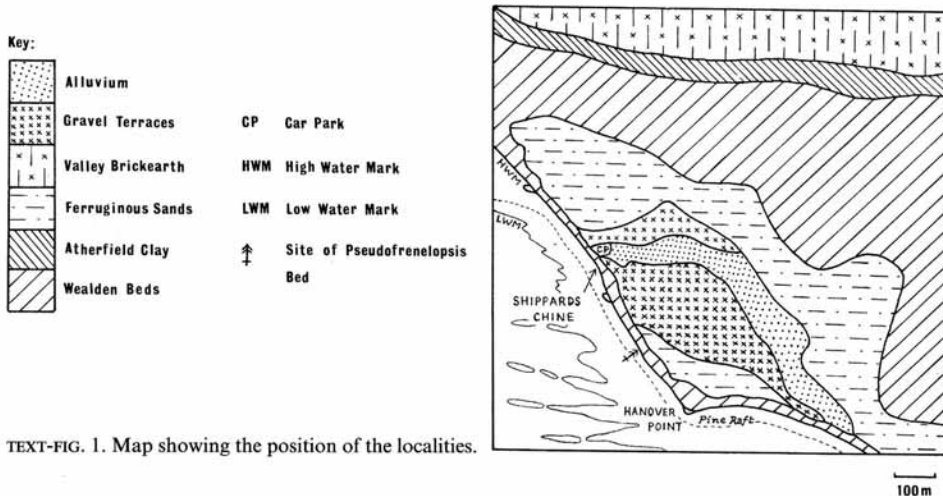 Key:
Alluvium
Gravel Terraces
Valley Brickearth
Ferruginous Sands
Atherfield Clay
Wealden Beds
CP Car Park
HWM High Water Mark
LWM Low Water Mark
Site of Pseudofrenelopsis
Bed
HWM
LWM
CP
SHIPPARDS
CHINE
HANOVER
POINT
Pine Raft
100m
TEXT-FIG. 1. Map showing the position of the localities.